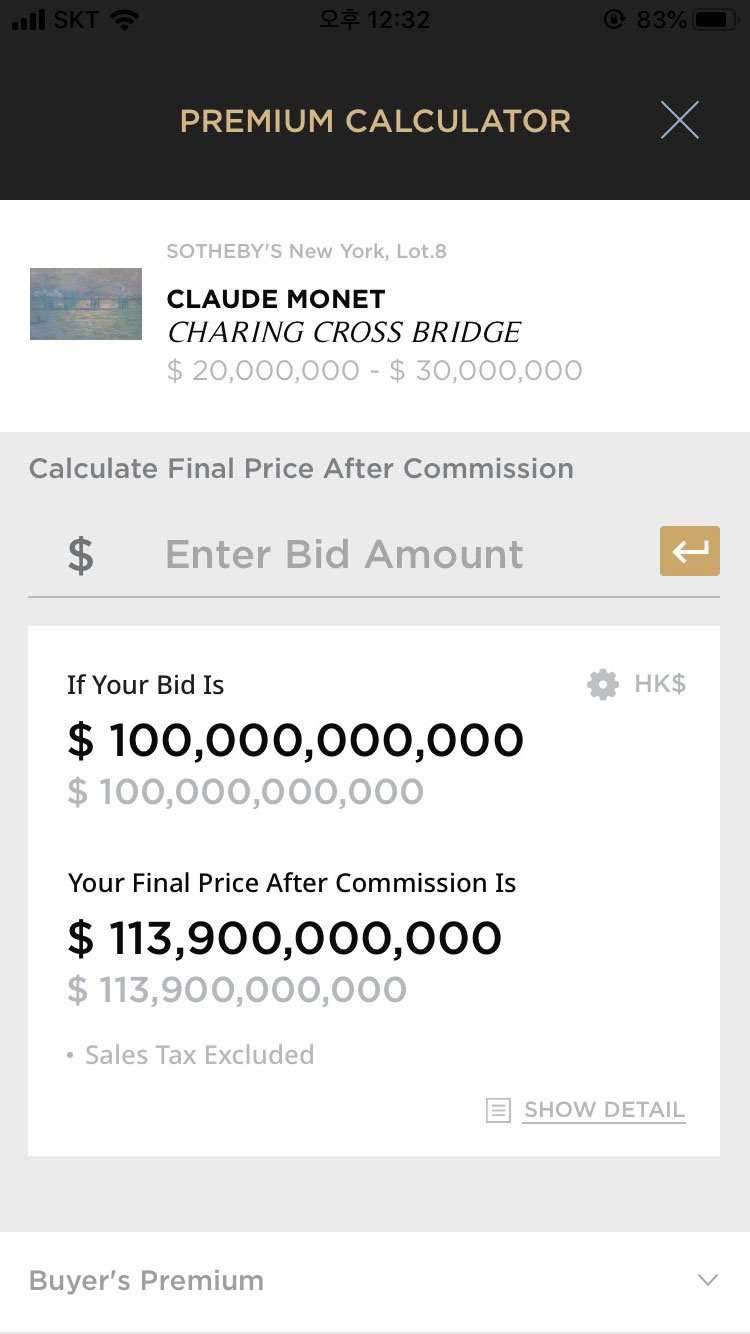 SKT 오후 12:32 83%
PREMIUM CALCULATOR
SOTHEBY'S New York, Lot.8
CLAUDE MONET
CHARING CROSS BRIDGE
$ 20,000,000 - $ 30,000,000
Calculate Final Price After Commission
$ Enter Bid Amount
If Your Bid Is HK$
$ 100,000,000,000
$ 100,000,000,000
Your Final Price After Commission Is
$ 113,900,000,000
$ 113,900,000,000
• Sales Tax Excluded
SHOW DETAIL
Buyer's Premium